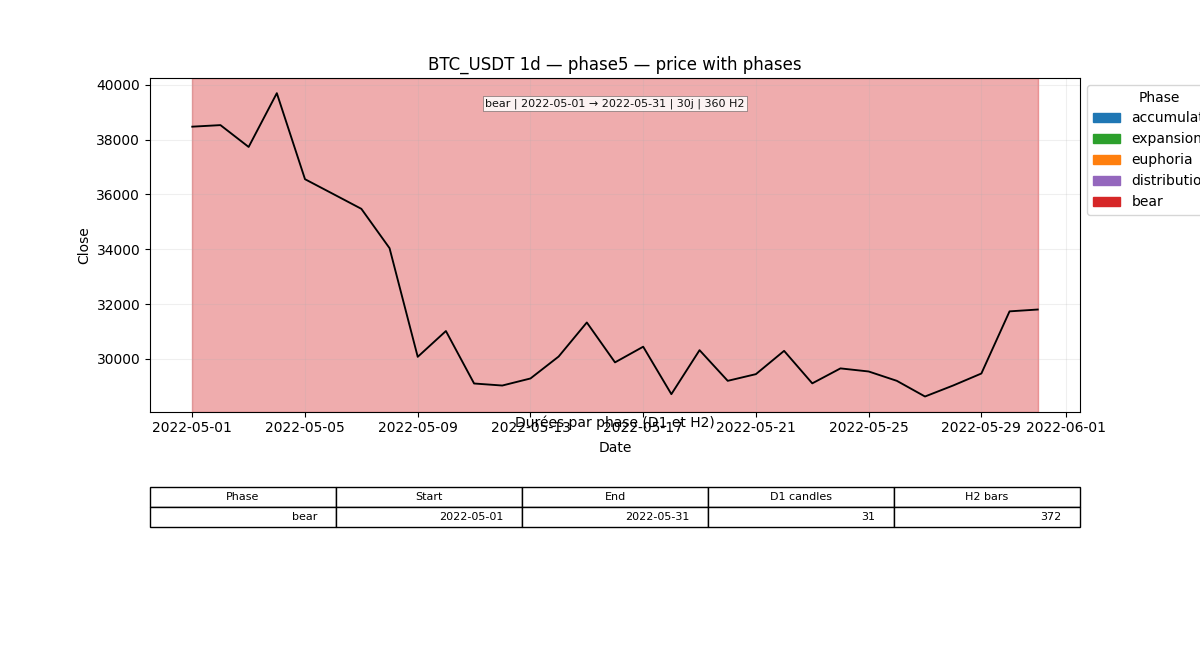 BTC_USDT 1d — phase5 — price with phases
40000
38000
36000
34000
32000
30000
Close
bear | 2022-05-01 → 2022-05-31 | 30j | 360 H2
Phase
accumulat
expansion
euphoria
distributio
bear
Durées par phase (D1 et H2)
2022-05-01 2022-05-05 2022-05-09 2022-05-13 2022-05-17 2022-05-21 2022-05-25 2022-05-29 2022-06-01
Date
Phase Start End D1 candles H2 bars
bear 2022-05-01 2022-05-31 31 372